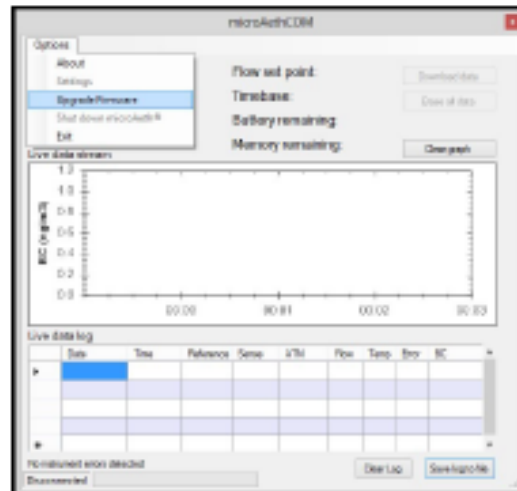 microAethCOM
Options
About
Settings
Upgrade Firmware
Shut down microAeth®
Exit
Flow set point:
Timebase:
Battery remaining:
Memory remaining:
Download data
Erase all data
Clear graph
Live data stream
BC (ng/m3)
1.2
1.0
0.8
0.6
0.4
0.2
0.0
00:00 00:01 00:02 00:03
Live data log
Date Time Reference Sense ATN Flow Temp Error BC
No instrument errors detected
Disconnected
Clear Log
Save log to file